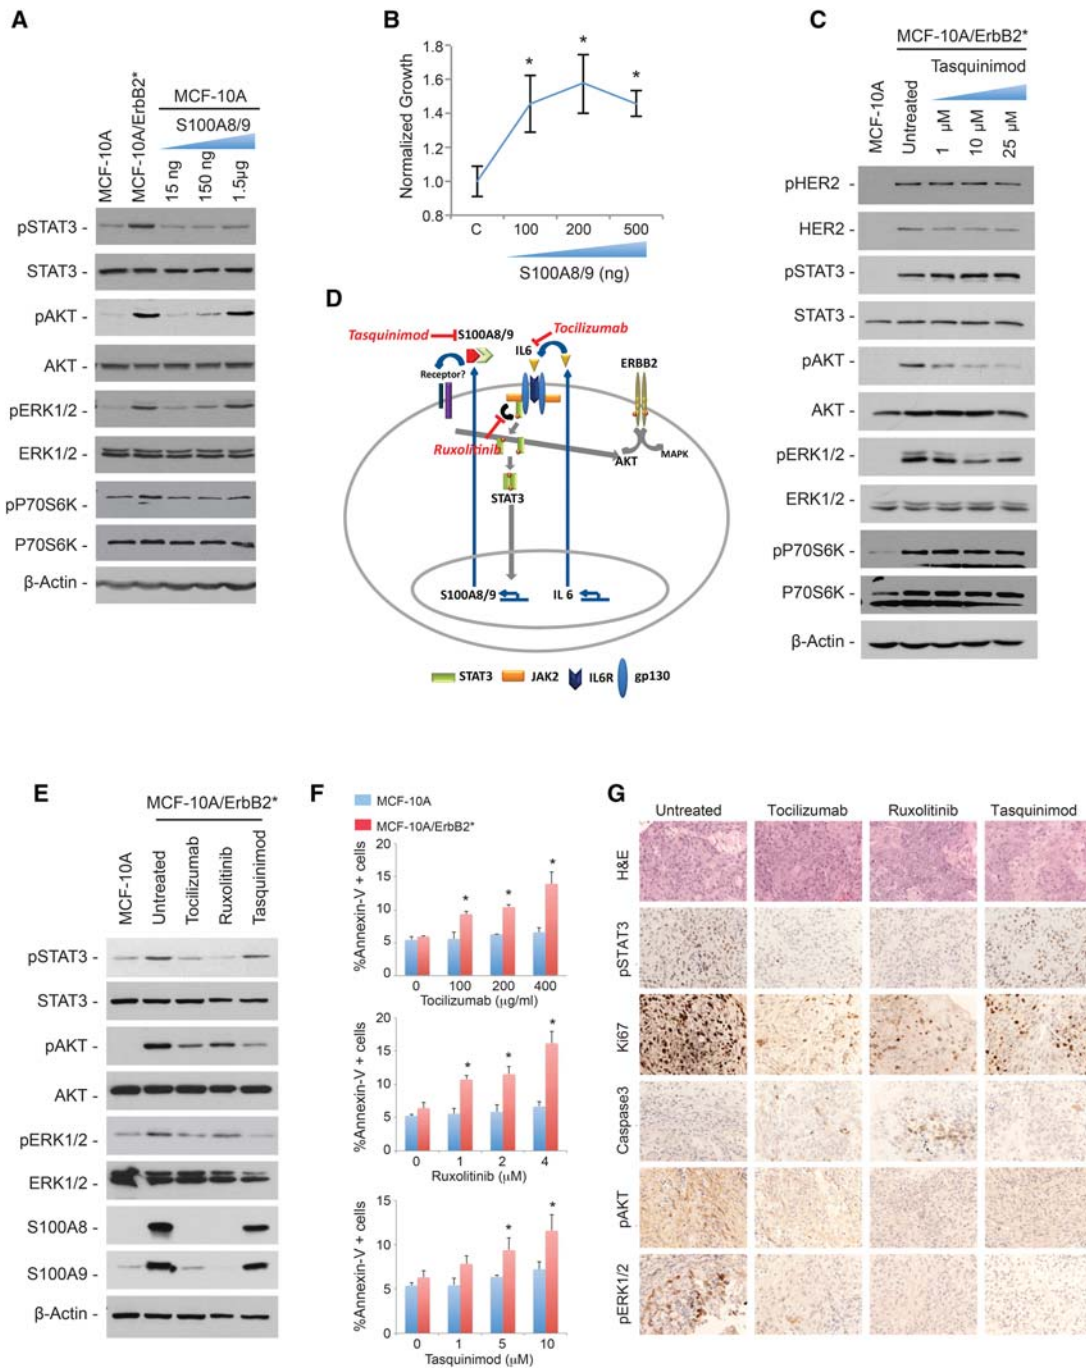 A
MCF-10A
MCF-10A/ErbB2*
MCF-10A
S100A8/9
15 ng
150 ng
1.5µg
pSTAT3 -
STAT3 -
pAKT -
AKT -
pERK1/2 -
ERK1/2 -
pP70S6K -
P70S6K -
β-Actin -
B
Normalized Growth
1.8
1.6
1.4
1.2
1.0
0.8
*
*
*
C
100
200
500
S100A8/9 (ng)
C
MCF-10A/ErbB2*
Tasquinimod
MCF-10A
Untreated
1 µM
10 µM
25 µM
pHER2 -
HER2 -
pSTAT3 -
STAT3 -
pAKT -
AKT -
pERK1/2 -
ERK1/2 -
pP70S6K -
P70S6K -
β-Actin -
D
Tasquinimod
S100A8/9
Tocilizumab
IL6
ERBB2
Receptor?
Ruxolitinib
AKT
MAPK
STAT3
S100A8/9
IL 6
STAT3
JAK2
IL6R
gp130
E
MCF-10A/ErbB2*
MCF-10A
Untreated
Tocilizumab
Ruxolitinib
Tasquinimod
pSTAT3 -
STAT3 -
pAKT -
AKT -
pERK1/2 -
ERK1/2 -
S100A8 -
S100A9 -
β-Actin -
F
MCF-10A
MCF-10A/ErbB2*
%Annexin-V + cells
20
15
10
5
0
*
*
*
0
100
200
400
Tocilizumab (µg/ml)
%Annexin-V + cells
20
15
10
5
0
*
*
*
0
1
2
4
Ruxolitinib (µM)
%Annexin-V + cells
15
10
5
0
*
*
0
1
5
10
Tasquinimod (µM)
G
Untreated
Tocilizumab
Ruxolitinib
Tasquinimod
H&E
pSTAT3
Ki67
Caspase3
pAKT
pERK1/2